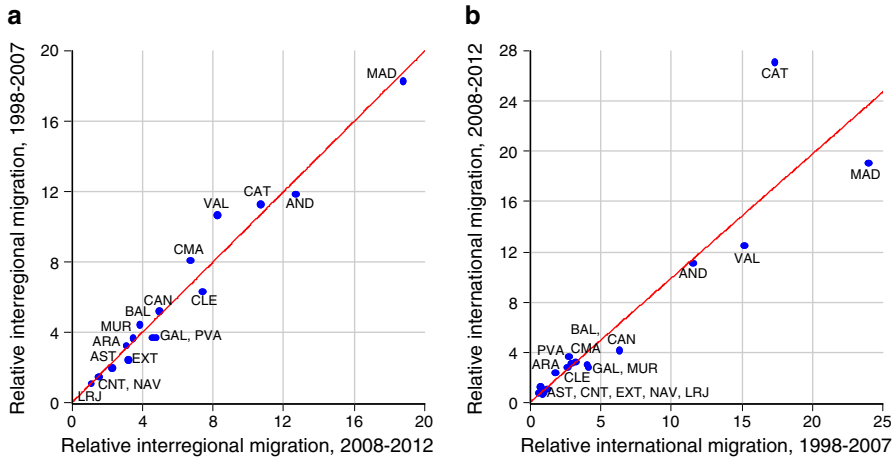 a
Relative interregional migration, 1998-2007
20
16
12
8
4
0
MAD
CAT
VAL
AND
CMA
CAN
CLE
BAL
MUR
GAL, PVA
ARA
AST
EXT
CNT, NAV
LRJ
0 4 8 12 16 20
Relative interregional migration, 2008-2012
b
Relative international migration, 2008-2012
28
24
20
16
12
8
4
0
CAT
MAD
VAL
AND
BAL,
CMA
CAN
PVA
ARA
GAL, MUR
CLE
AST, CNT, EXT, NAV, LRJ
0 5 10 15 20 25
Relative international migration, 1998-2007